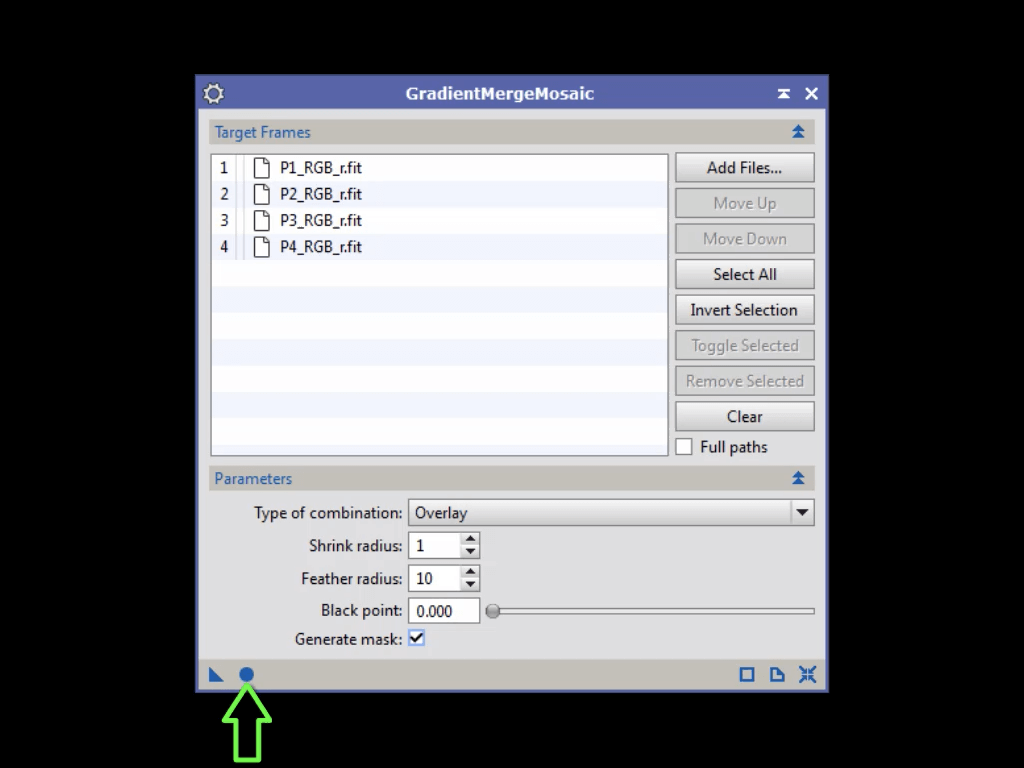 GradientMergeMosaic
Target Frames
1 P1_RGB_r.fit
2 P2_RGB_r.fit
3 P3_RGB_r.fit
4 P4_RGB_r.fit
Add Files...
Move Up
Move Down
Select All
Invert Selection
Toggle Selected
Remove Selected
Clear
Full paths
Parameters
Type of combination: Overlay
Shrink radius: 1
Feather radius: 10
Black point: 0.000
Generate mask: